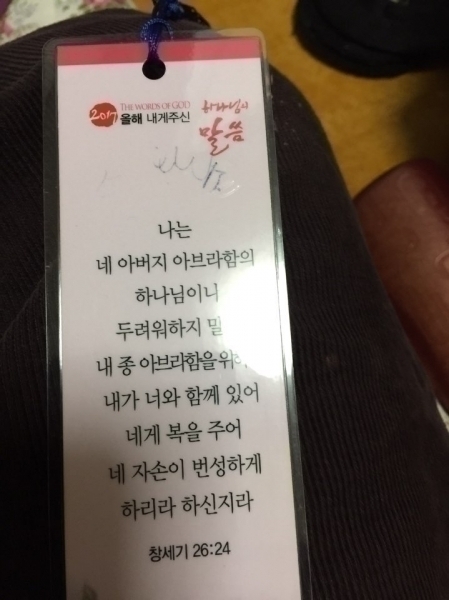 2017 THE WORDS OF GOD
올해 내게주신
하나님의
말씀
나는
네 아버지 아브라함의
하나님이니
두려워하지 말
내 종 아브라함을 위하
내가 너와 함께 있어
네게 복을 주어
네 자손이 번성하게
하리라 하신지라
창세기 26:24